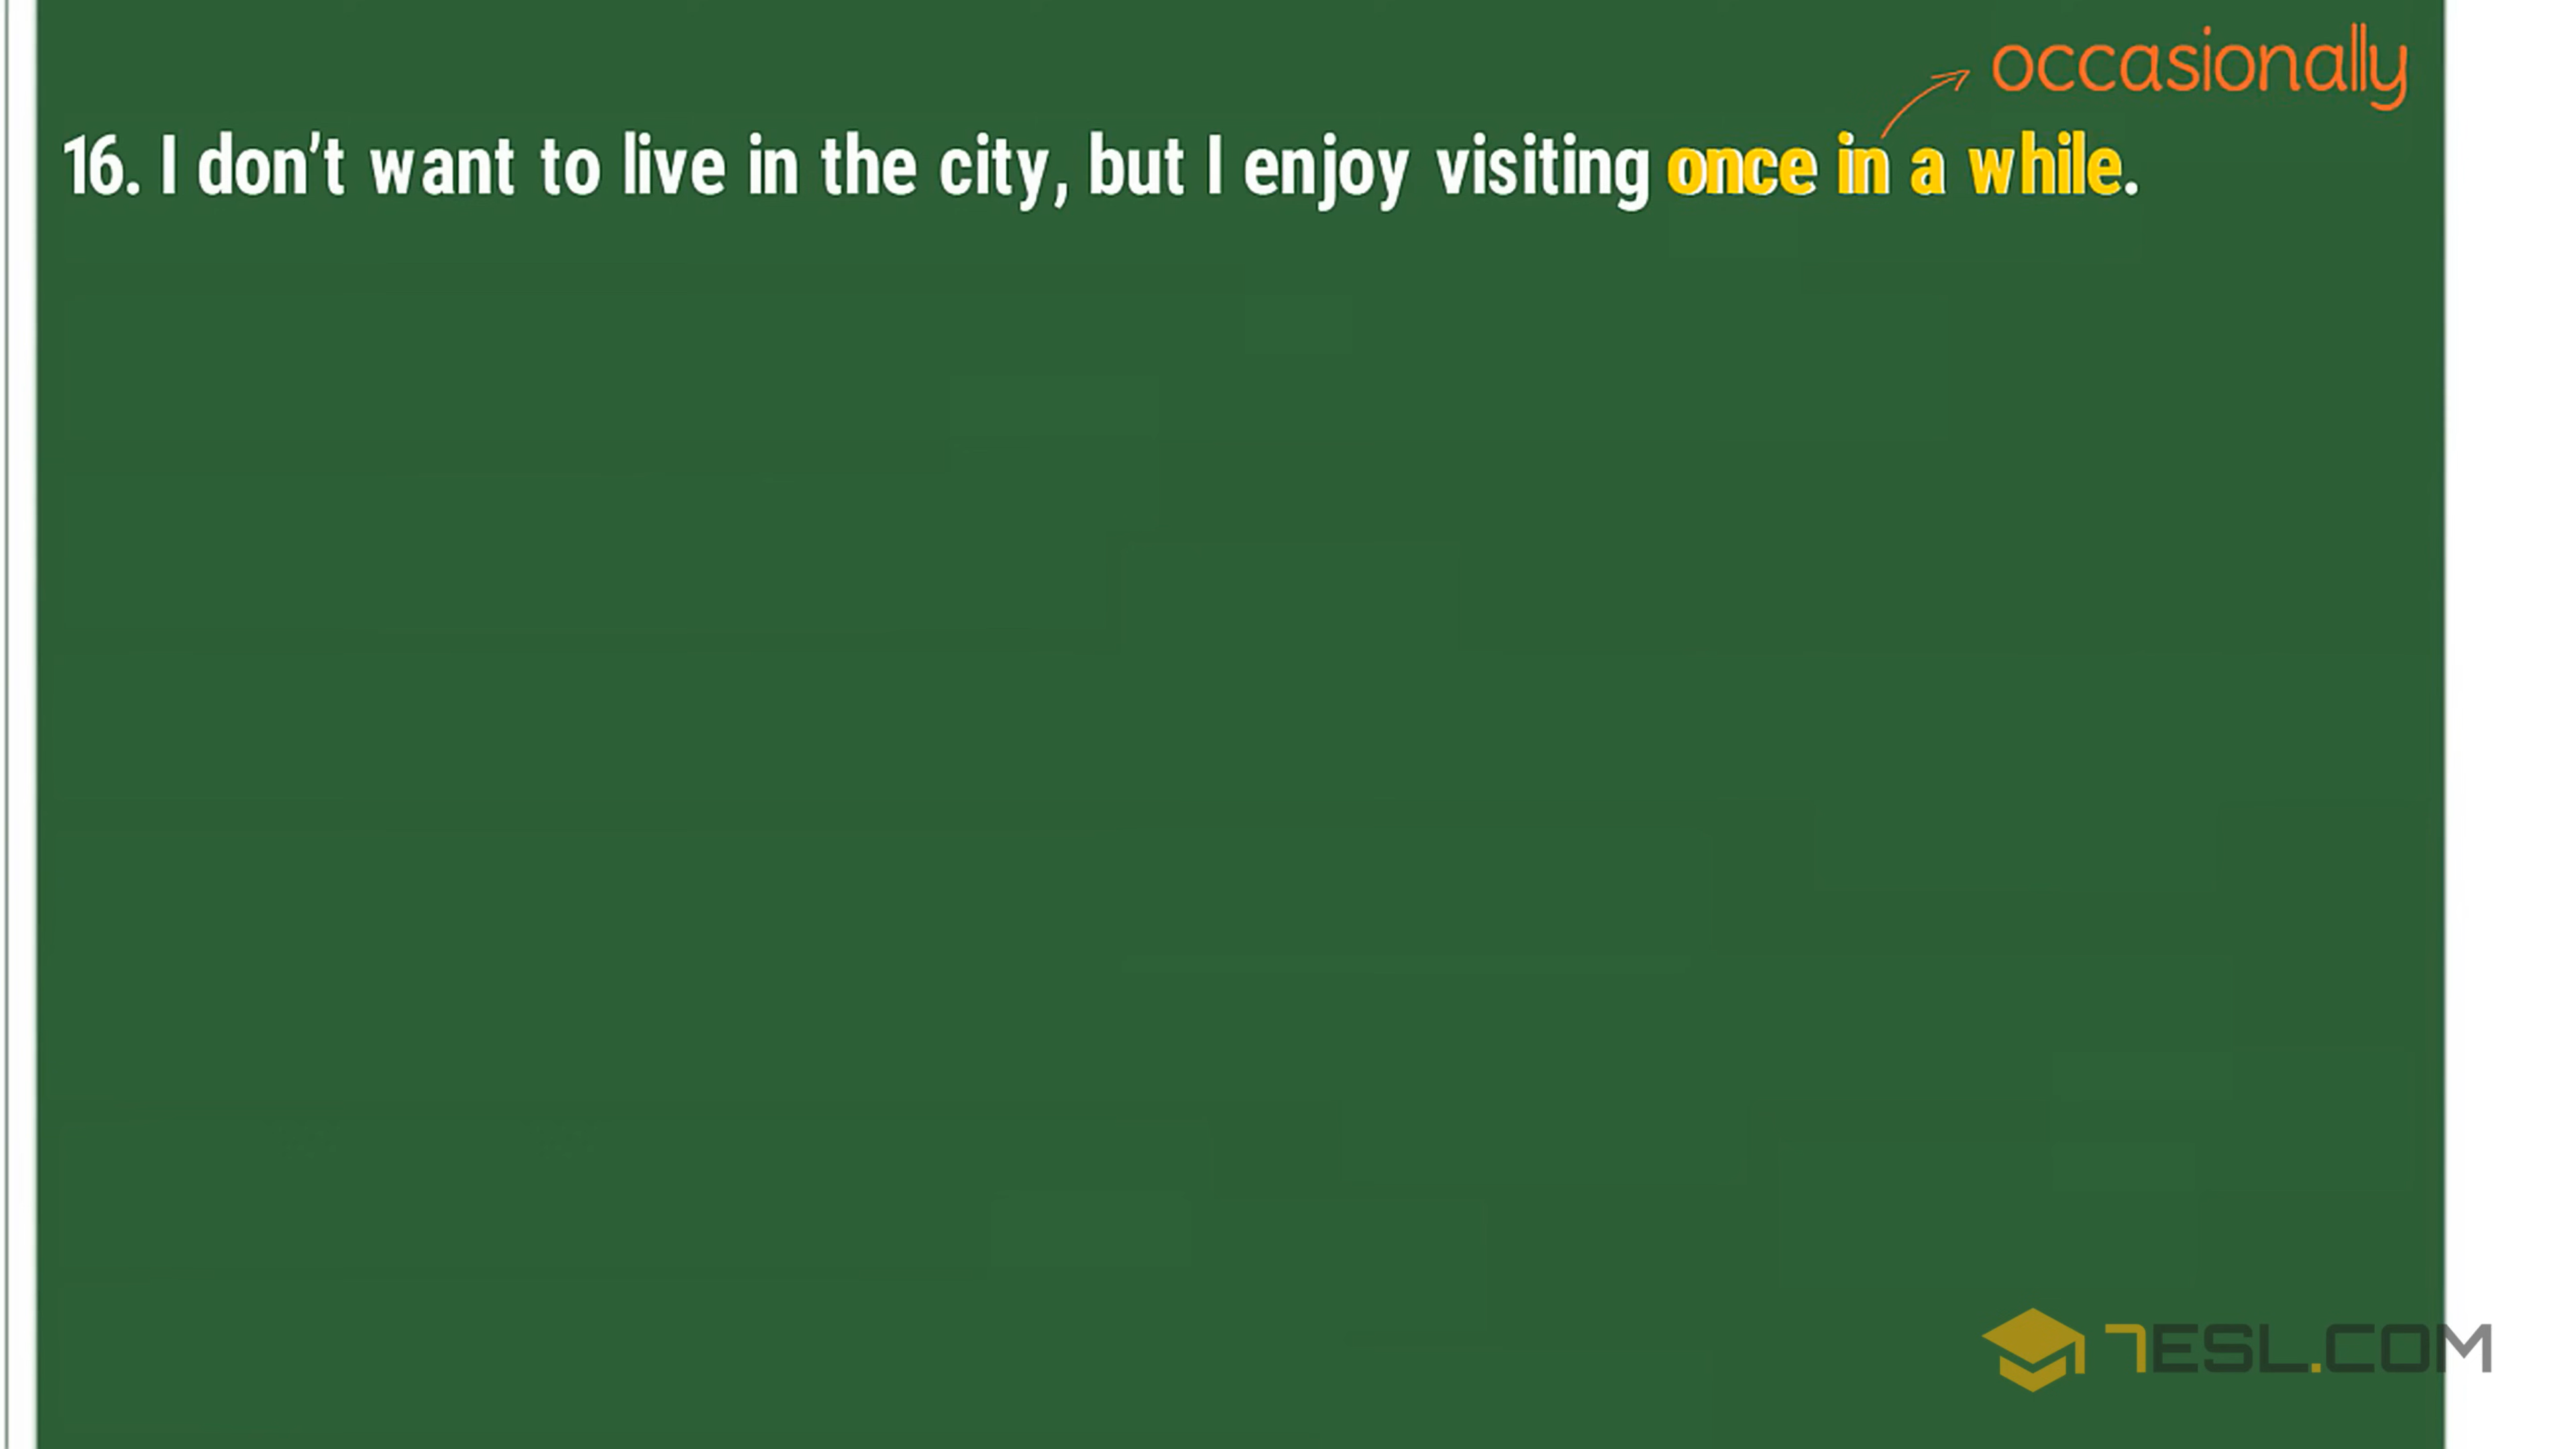 occasionally
16. I don't want to live in the city, but I enjoy visiting once in a while.
7ESL.COM